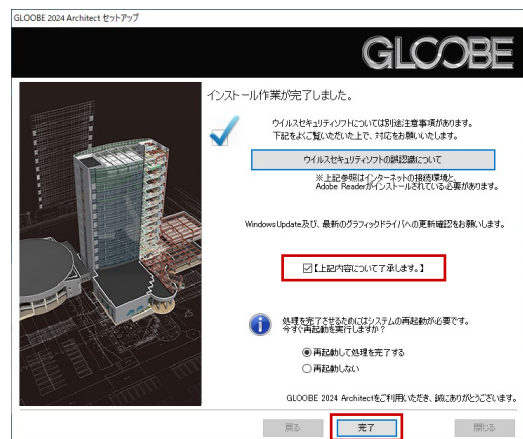 GLOOBE 2024 Architect セットアップ
GLOOBE
インストール作業が完了しました。
ウイルスセキュリティソフトについては別途注意事項があります。
下記をよくご覧いただいた上で、対応をお願いいたします。
ウイルスセキュリティソフトの誤認識について
※上記参照はインターネットの接続環境と、
Adobe Readerがインストールされている必要があります。
WindowsUpdate及び、最新のグラフィックドライバへの更新確認をお願いします。
【上記内容について了承します。】
処理を完了させるためにはシステムの再起動が必要です。
今すぐ再起動を実行しますか？
再起動して処理を完了する
再起動しない
GLOOBE 2024 Architectをご利用いただき、誠にありがとうございます。
戻る 完了 閉じる